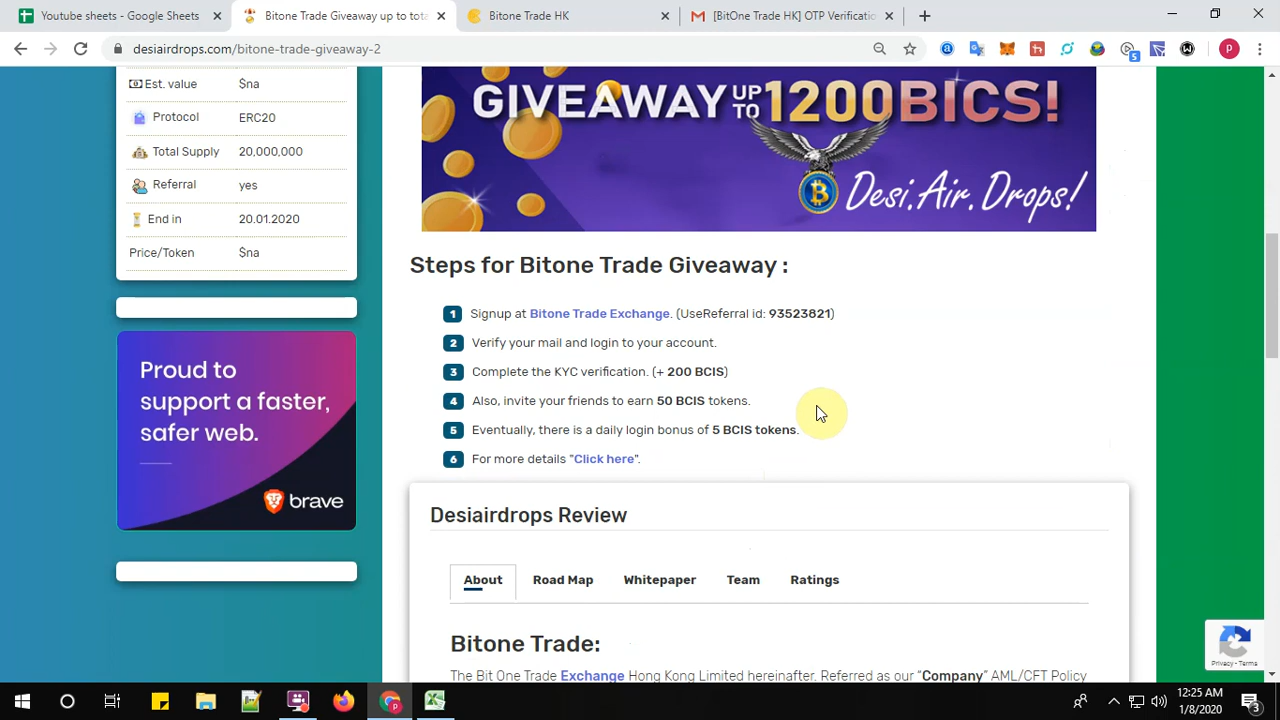 Youtube sheets - Google Sheets
Bitone Trade Giveaway up to tota
Bitone Trade HK
[BitOne Trade HK] OTP Verificatio
desiairdrops.com/bitone-trade-giveaway-2
5
P
Est. value $na
Protocol ERC20
Total Supply 20,000,000
Referral yes
End in 20.01.2020
Price/Token $na
Proud to
support a faster,
safer web.
brave
GIVEAWAY UP TO 1200BICS!
Desi.Air.Drops!
Steps for Bitone Trade Giveaway :
1 Signup at Bitone Trade Exchange. (UseReferral id: 93523821)
2 Verify your mail and login to your account.
3 Complete the KYC verification. (+ 200 BCIS)
4 Also, invite your friends to earn 50 BCIS tokens.
5 Eventually, there is a daily login bonus of 5 BCIS tokens.
6 For more details "Click here".
Desiairdrops Review
About Road Map Whitepaper Team Ratings
Bitone Trade:
The Bit One Trade Exchange Hong Kong Limited hereinafter. Referred as our "Company" AML/CFT Policy
Privacy - Terms
12:25 AM
1/8/2020
3